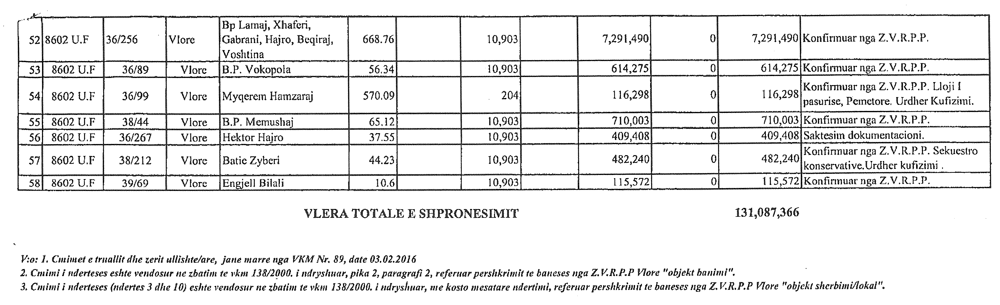 52 8602 U.F 36/256 Vlore Bp Lamaj, Xhaferi, Gabrani, Hajro, Beqiraj, Voshtina 668.76 10,903 7,291,490 0 7,291,490 Konfirmuar nga Z.V.R.P.P.
53 8602 U.F 36/89 Vlore B.P. Vokopola 56.34 10,903 614,275 0 614,275 Konfirmuar nga Z.V.R.P.P.
54 8602 U.F 36/99 Vlore Myqerem Hamzaraj 570.09 204 116,298 0 116,298 Konfirmuar nga Z.V.R.P.P. Lloji I pasurise, Pemetore. Urdher Kufizimi.
55 8602 U.F 38/44 Vlore B.P. Memushaj 65.12 10,903 710,003 0 710,003 Konfirmuar nga Z.V.R.P.P.
56 8602 U.F 36/267 Vlore Hektor Hajro 37.55 10,903 409,408 0 409,408 Saktesim dokumentacioni.
57 8602 U.F 38/212 Vlore Batie Zyberi 44.23 10,903 482,240 0 482,240 Konfirmuar nga Z.V.R.P.P. Sekuestro konservative.Urdher kufizimi .
58 8602 U.F 39/69 Vlore Engjell Bilali 10.6 10,903 115,572 0 115,572 Konfirmuar nga Z.V.R.P.P.
VLERA TOTALE E SHPRONESIMIT 131,087,366
V:o: 1. Cmimet e truallit dhe zerit ullishte/are, jane marre nga VKM Nr. 89, date 03.02.2016
2. Cmimi i nderteses eshte vendosur ne zbatim te vkm 138/2000. i ndryshuar, pika 2, paragrafi 2, referuar pershkrimit te baneses nga Z.V.R.P.P Vlore "objekt banimi".
3. Cmimi i nderteses (ndertes 3 dhe 10) eshte vendosur ne zbatim te vkm 138/2000. i ndryshuar, me kosto mesatare ndertimi, referuar pershkrimit te baneses nga Z.V.R.P.P Vlore "objekt sherbimi/lokal".